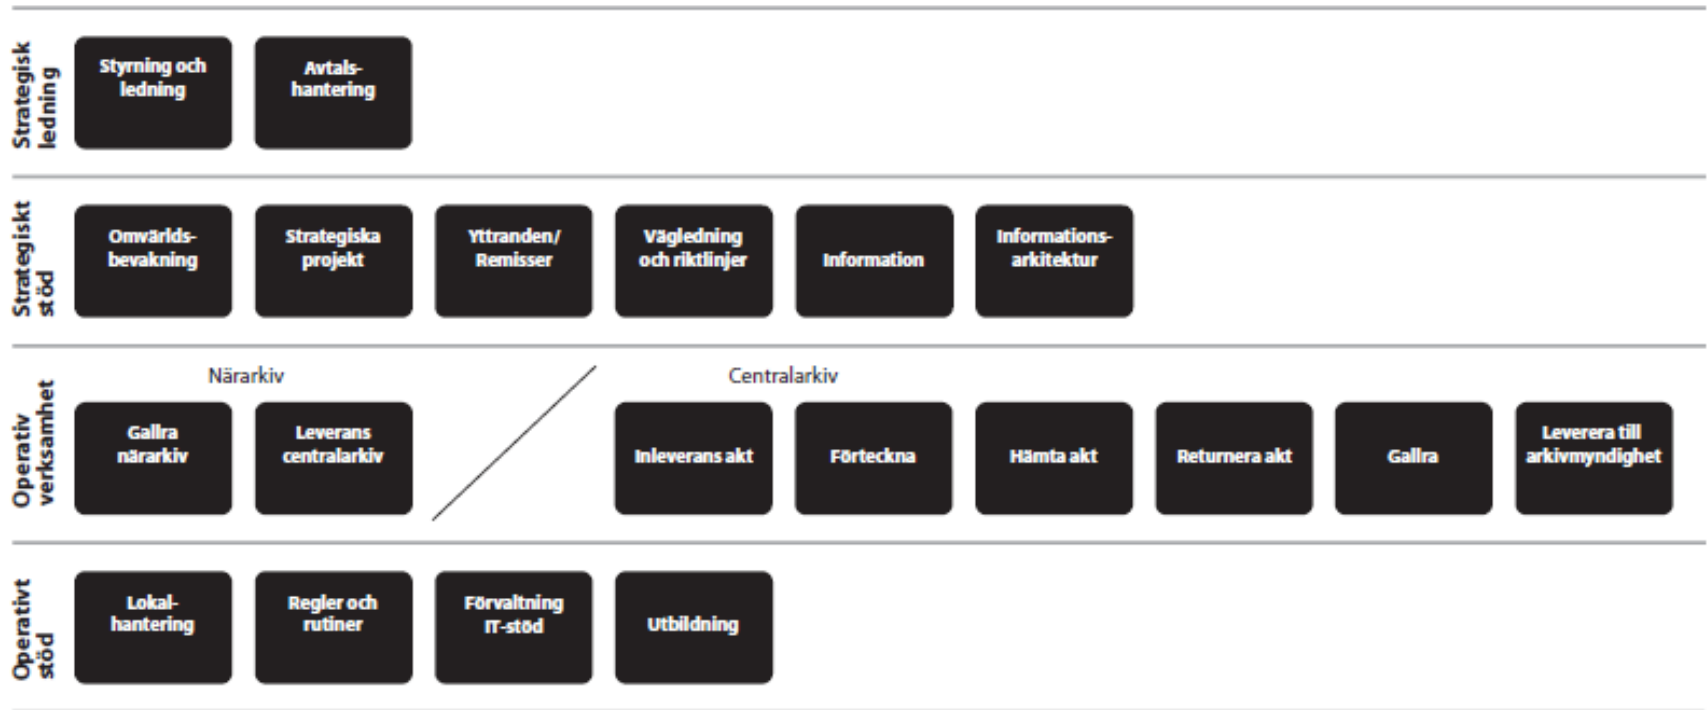 Strategisk
ledning
Styrning och
ledning
Avtals-
hantering
Strategiskt
stöd
Omvärlds-
bevakning
Strategiska
projekt
Yttranden/
Remisser
Vägledning
och riktlinjer
Information
Informations-
arkitektur
Operativ
verksamhet
Närarkiv
Gallra
närarkiv
Leverans
centralarkiv
Centralarkiv
Inleverans akt
Förteckna
Hämta akt
Returnera akt
Gallra
Leverera till
arkivmyndighet
Operativt
stöd
Lokal-
hantering
Regler och
rutiner
Förvaltning
IT-stöd
Utbildning